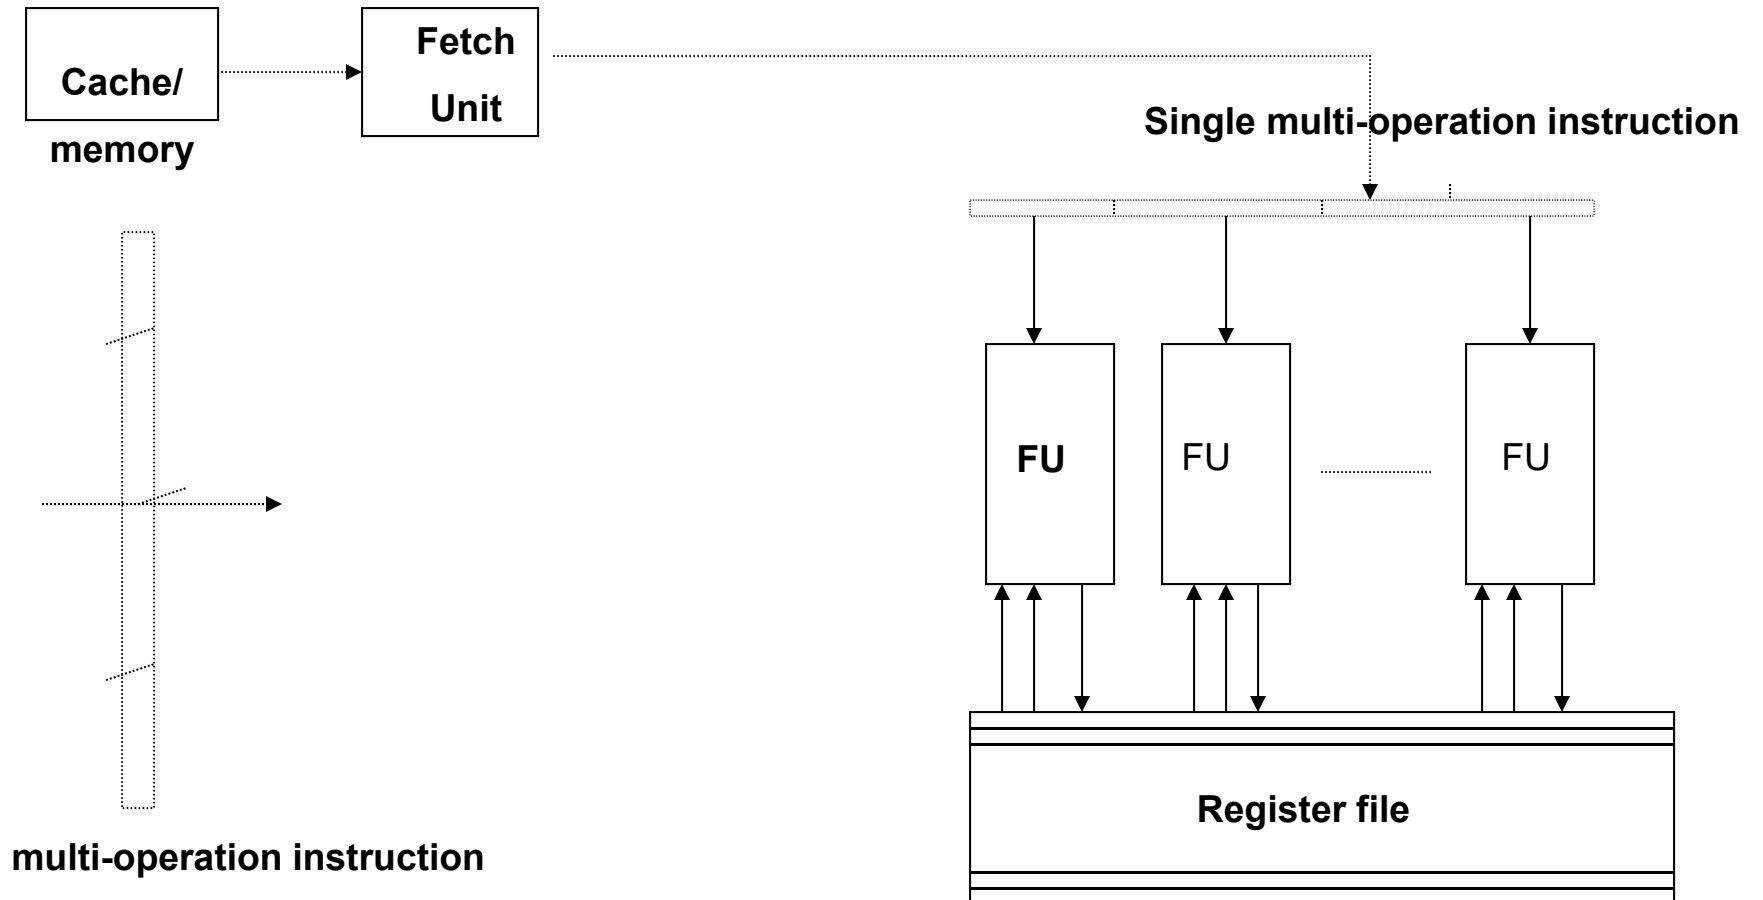 Cache/
memory
Fetch
Unit
Single multi-operation instruction
FU
FU
FU
Register file
multi-operation instruction